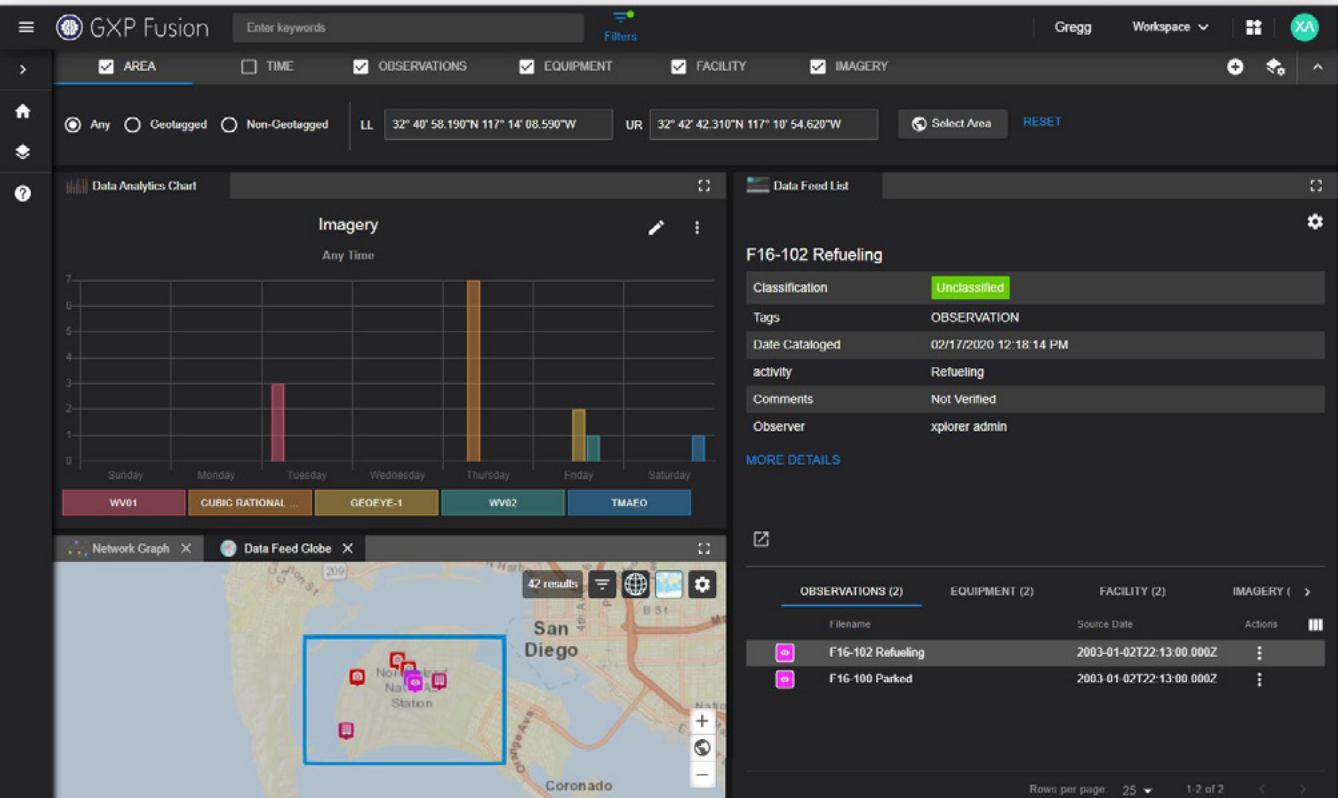 GXP Fusion
Enter keywords
Filters
Gregg
Workspace
XA
AREA
TIME
OBSERVATIONS
EQUIPMENT
FACILITY
IMAGERY
Any
Geotagged
Non-Geotagged
LL
32° 40' 58.190"N 117° 14' 08.590"W
UR
32° 42' 42.310"N 117° 10' 54.620"W
Select Area
RESET
Data Analytics Chart
Imagery
Any Time
7
6
5
4
3
2
1
0
Sunday Monday Tuesday Wednesday Thursday Friday Saturday
WV01
CUBIC RATIONAL ...
GEOEYE-1
WV02
TMAEO
Network Graph
Data Feed Globe
209
42 results
B St
San
Diego
Station
Orange Ave
Coronado
+
−
Data Feed List
F16-102 Refueling
Classification Unclassified
Tags OBSERVATION
Date Cataloged 02/17/2020 12:18:14 PM
activity Refueling
Comments Not Verified
Observer xplorer admin
MORE DETAILS
OBSERVATIONS (2) EQUIPMENT (2) FACILITY (2) IMAGERY (
Filename Source Date Actions
F16-102 Refueling 2003-01-02T22:13:00.000Z
F16-100 Parked 2003-01-02T22:13:00.000Z
Rows per page: 25 1-2 of 2